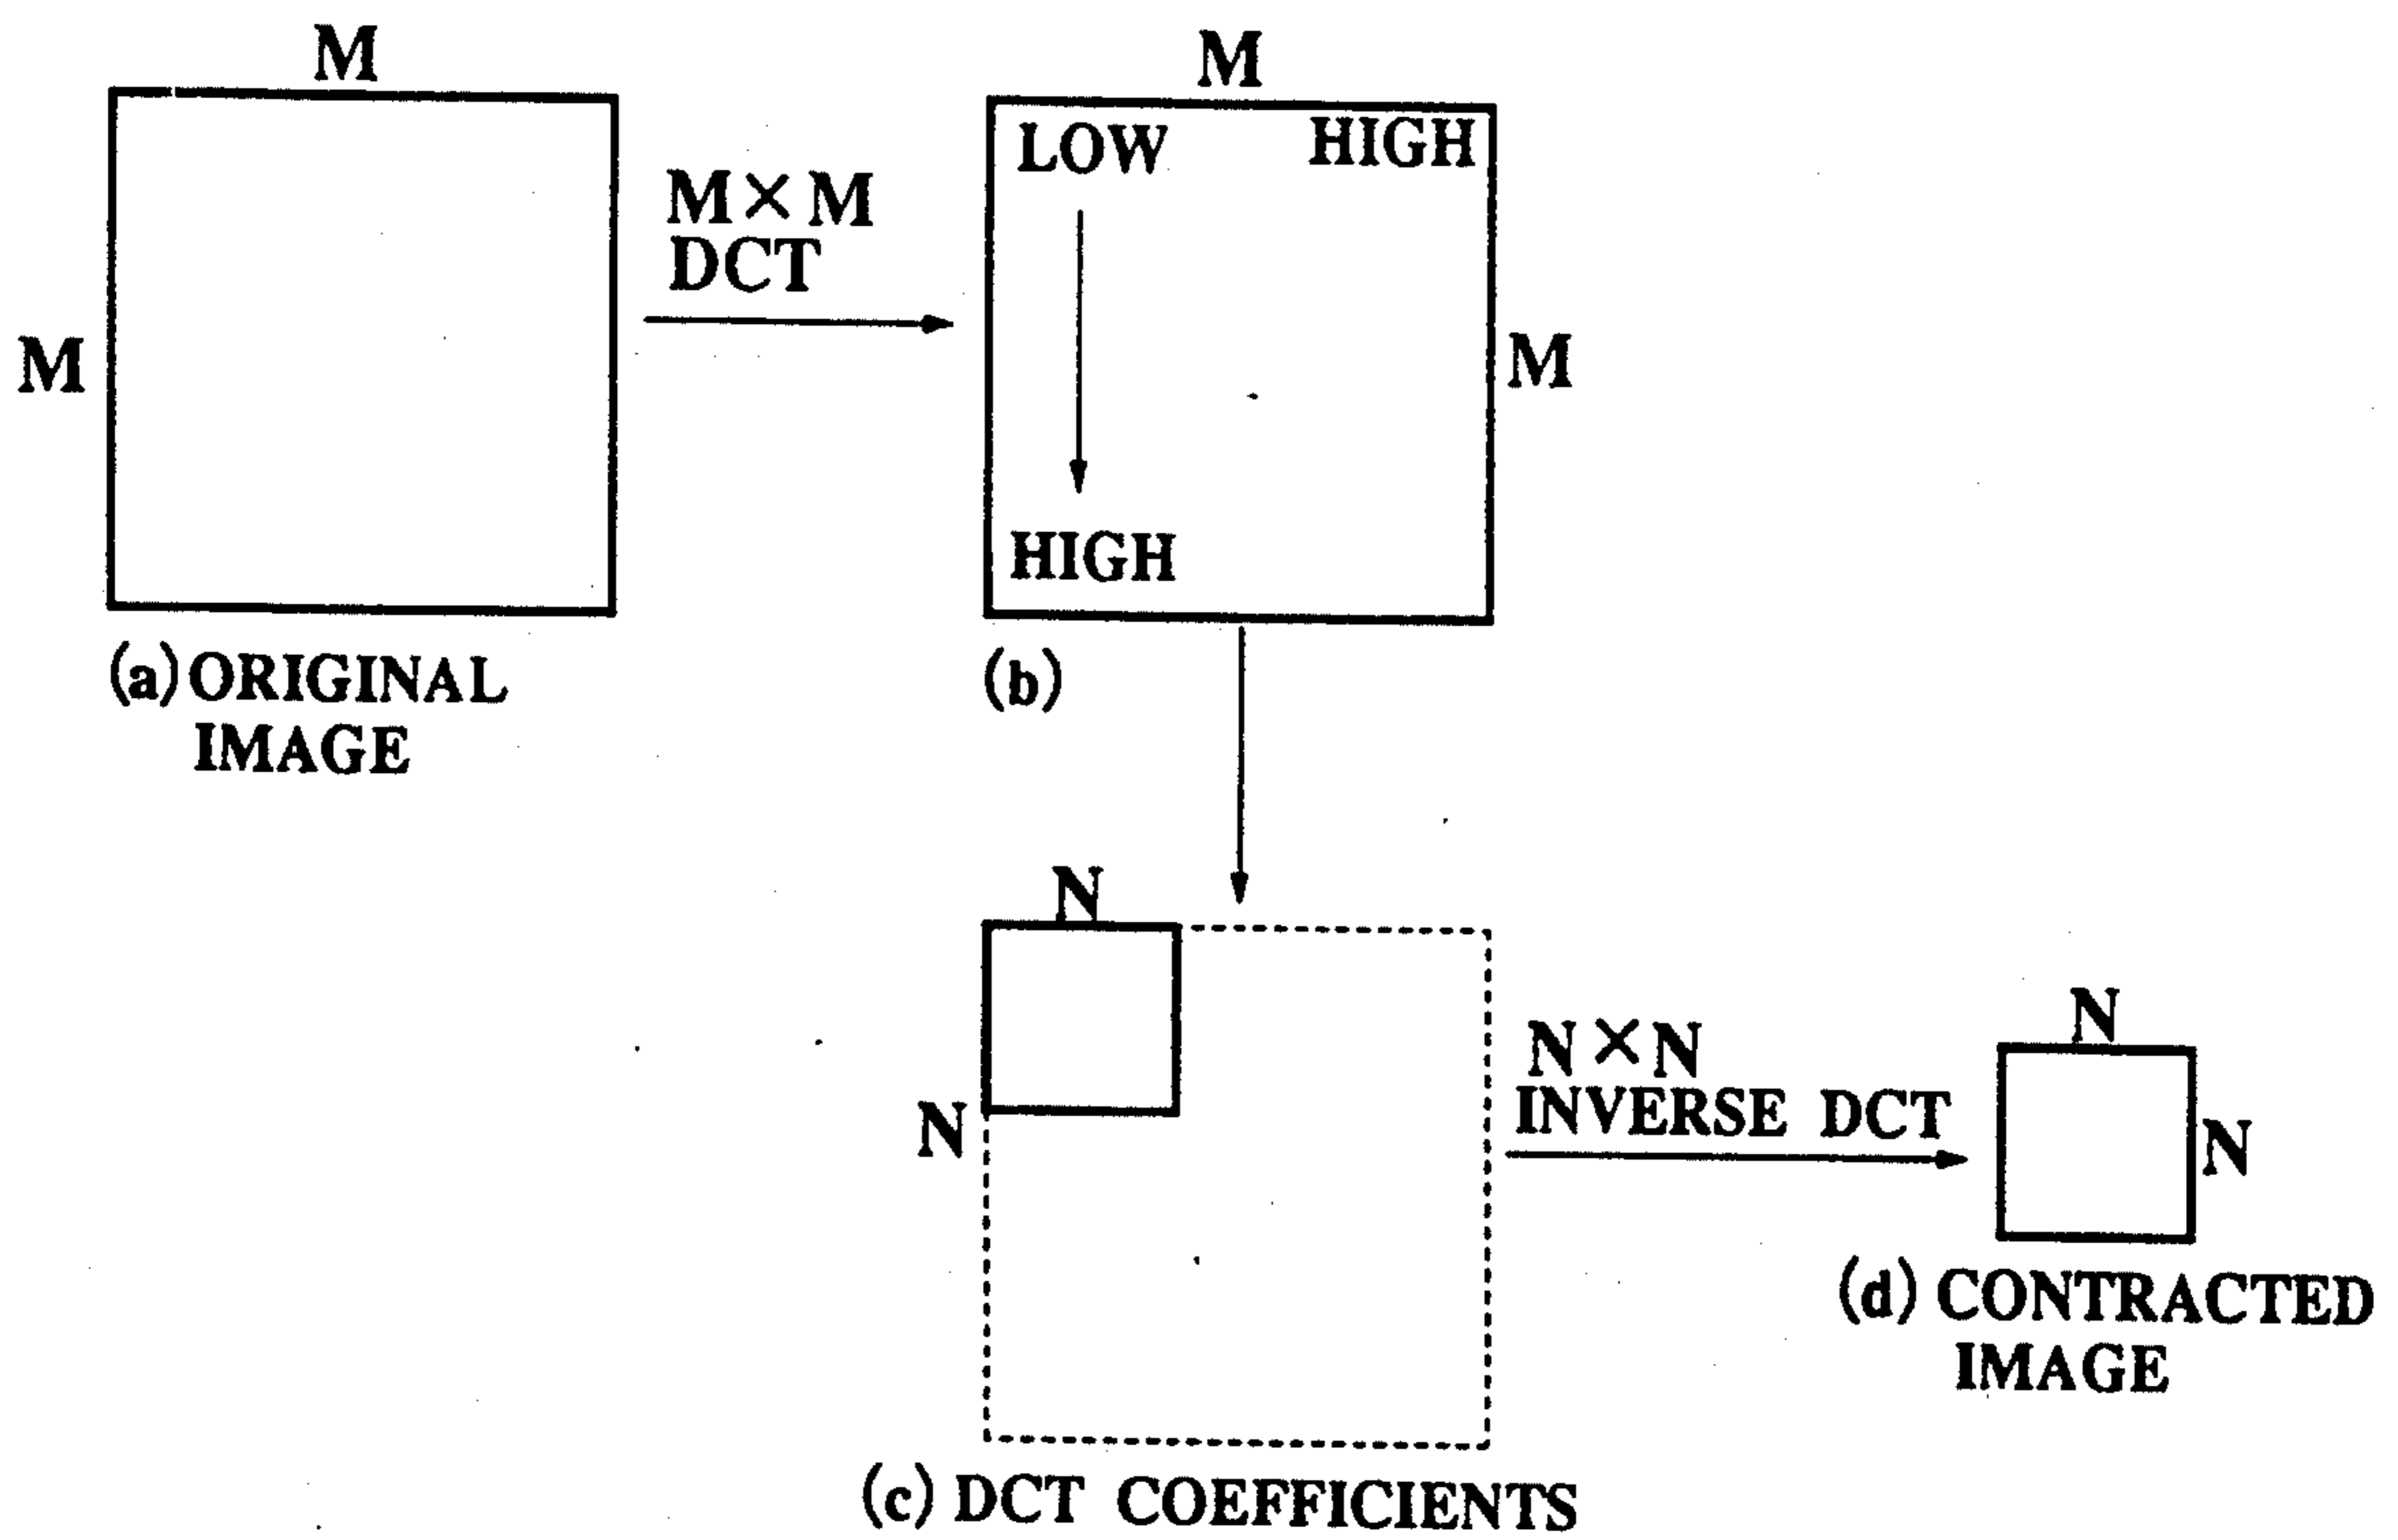 M
M
M×M
DCT
(a) ORIGINAL
IMAGE
M
LOW HIGH
M
HIGH
(b)
N
N
(c) DCT COEFFICIENTS
N×N
INVERSE DCT
N
N
(d) CONTRACTED
IMAGE